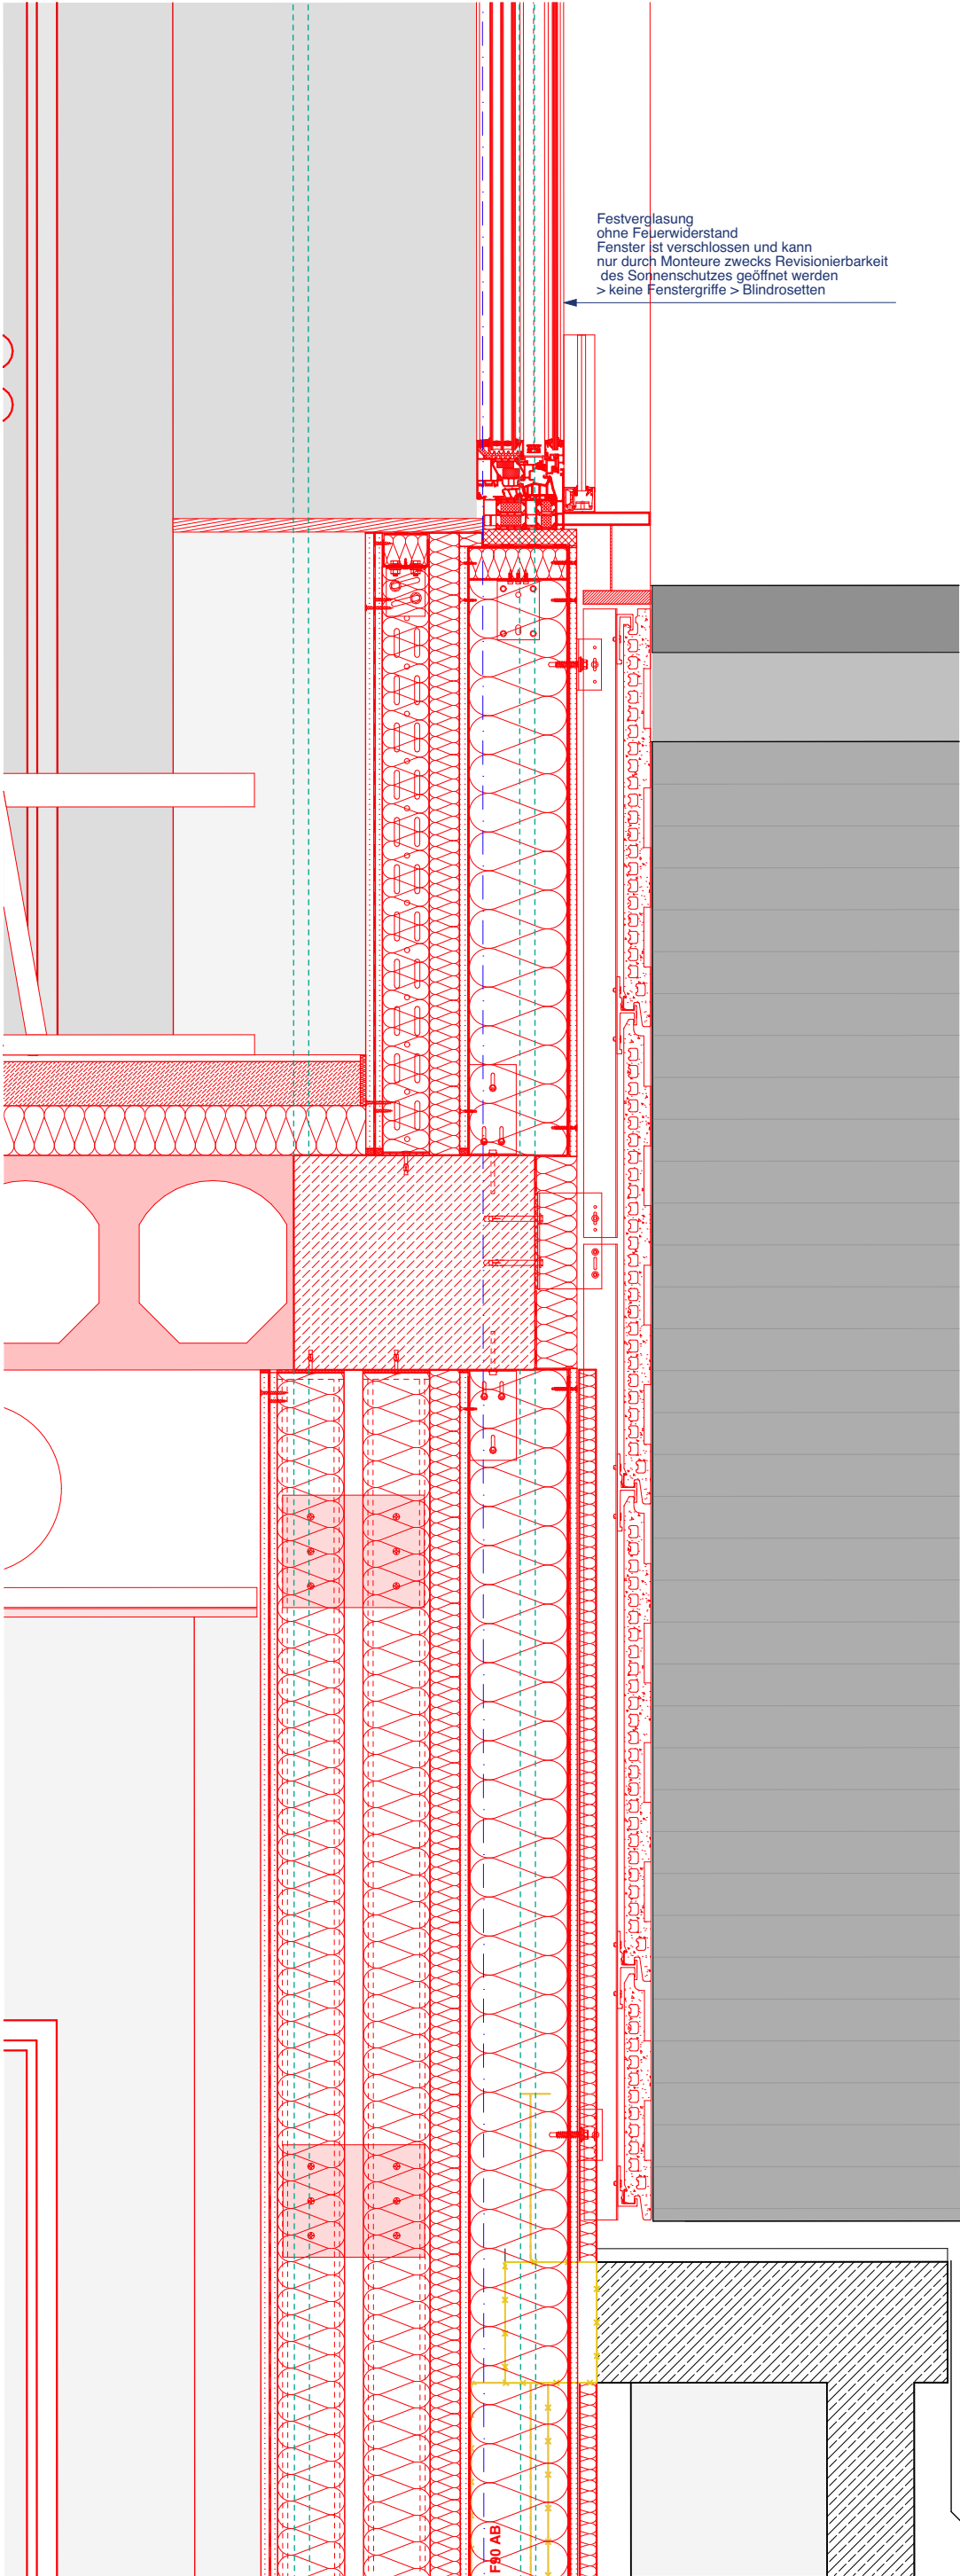 Festverglasung
ohne Feuerwiderstand
Fenster ist verschlossen und kann
nur durch Monteure zwecks Revisionierbarkeit
des Sonnenschutzes geöffnet werden
> keine Fenstergriffe > Blindrosetten
F90 AB